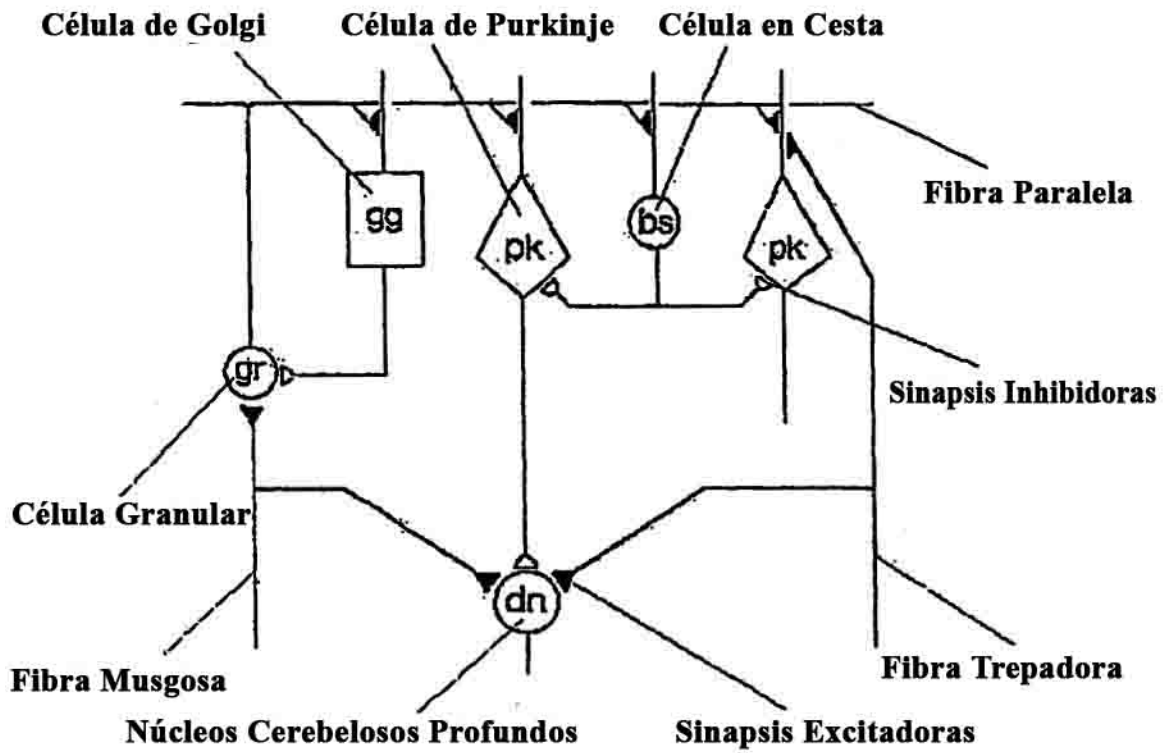 Célula de Golgi
Célula de Purkinje
Célula en Cesta
Fibra Paralela
gg
pk
bs
pk
gr
Sinapsis Inhibidoras
Célula Granular
dn
Fibra Musgosa
Fibra Trepadora
Núcleos Cerebelosos Profundos
Sinapsis Excitadoras